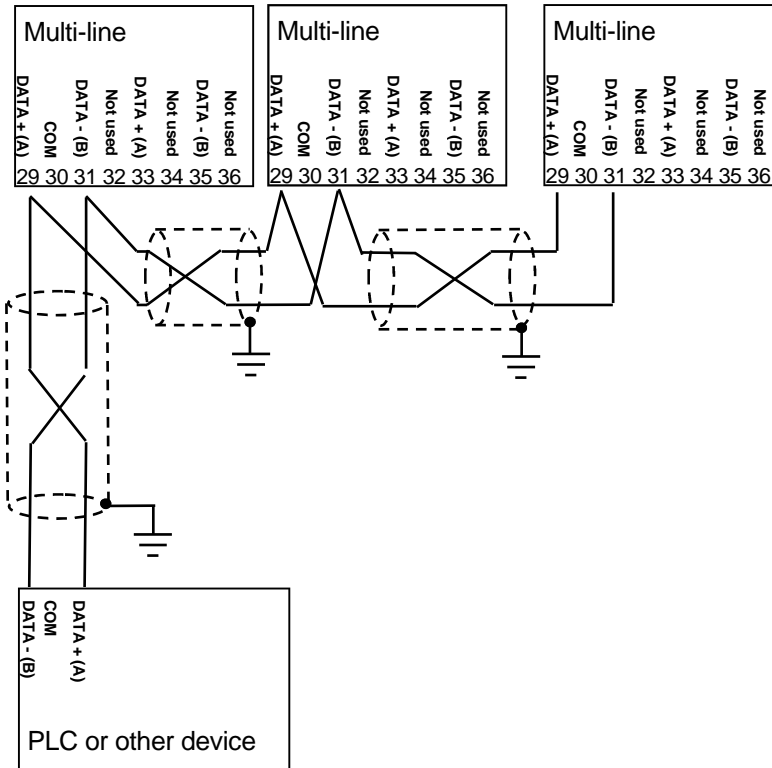 Multi-line
DATA + (A)
COM
DATA - (B)
Not used
DATA + (A)
Not used
DATA - (B)
Not used
29 30 31 32 33 34 35 36
Multi-line
DATA + (A)
COM
DATA - (B)
Not used
DATA + (A)
Not used
DATA - (B)
Not used
29 30 31 32 33 34 35 36
Multi-line
DATA + (A)
COM
DATA - (B)
Not used
DATA + (A)
Not used
DATA - (B)
Not used
29 30 31 32 33 34 35 36
DATA - (B)
COM
DATA + (A)
PLC or other device